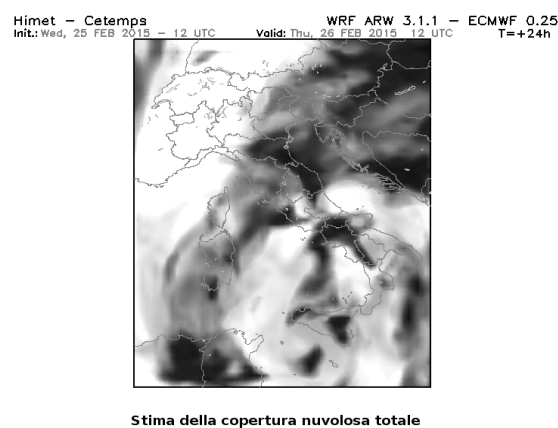 Himet - Cetemps WRF ARW 3.1.1 - ECMWF 0.25
Init.: Wed, 25 FEB 2015 - 12 UTC Valid: Thu, 26 FEB 2015 12 UTC T=+24h
Stima della copertura nuvolosa totale